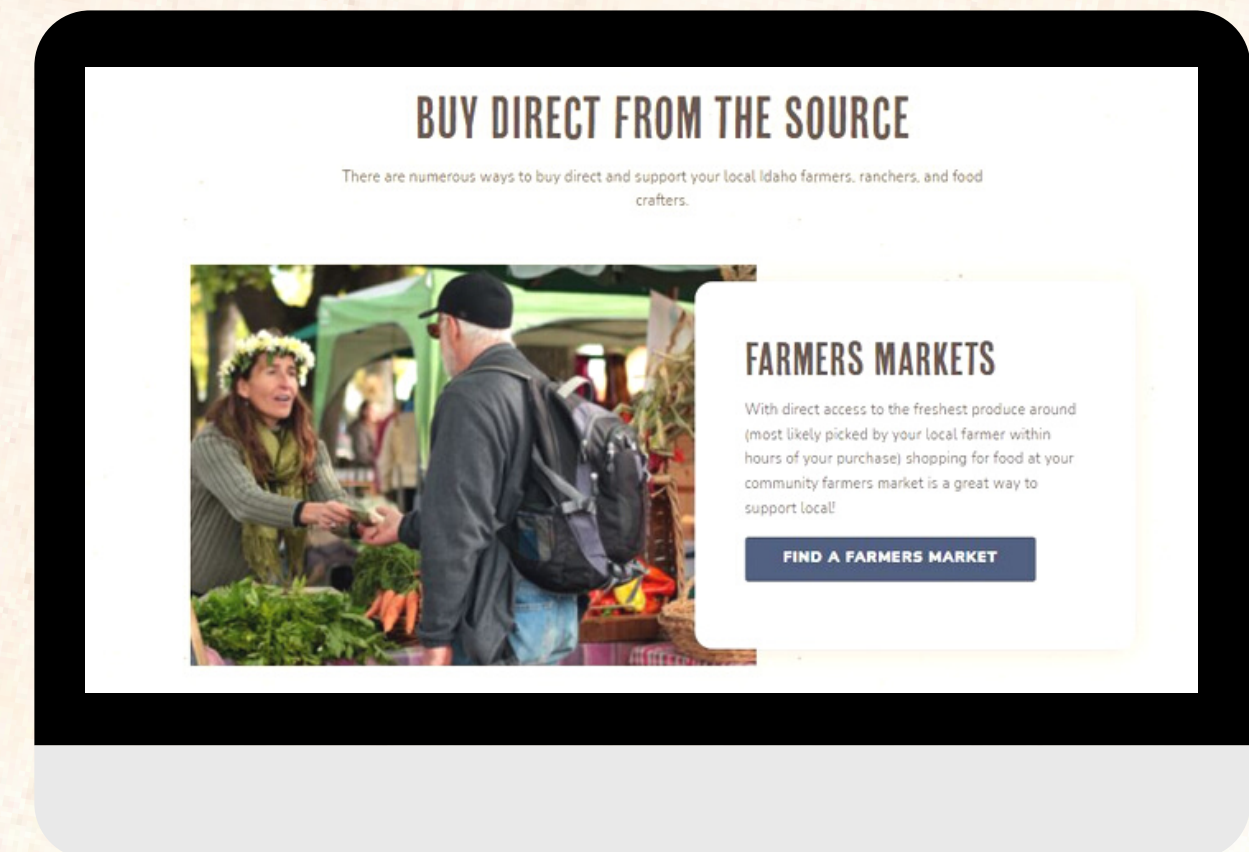 BUY DIRECT FROM THE SOURCE
There are numerous ways to buy direct and support your local Idaho farmers, ranchers, and food
crafters.
FARMERS MARKETS
With direct access to the freshest produce around
(most likely picked by your local farmer within
hours of your purchase) shopping for food at your
community farmers market is a great way to
support local!
FIND A FARMERS MARKET